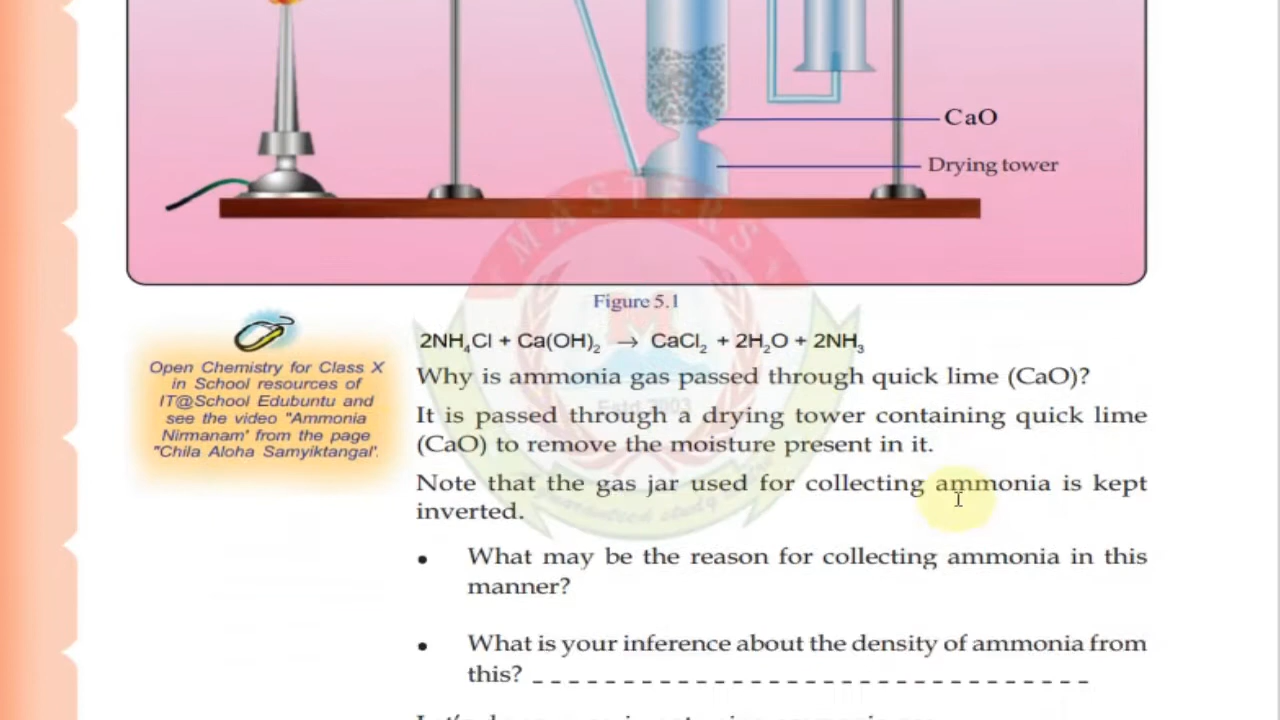 CaO
Drying tower
Figure 5.1
2NH₄Cl + Ca(OH)₂ → CaCl₂ + 2H₂O + 2NH₃
Open Chemistry for Class X
in School resources of
IT@School Edubuntu and
see the video "Ammonia
Nirmanam" from the page
"Chila Aloha Samyiktangal'.
Why is ammonia gas passed through quick lime (CaO)?
It is passed through a drying tower containing quick lime
(CaO) to remove the moisture present in it.
Note that the gas jar used for collecting ammonia is kept
inverted.
• What may be the reason for collecting ammonia in this
manner?
• What is your inference about the density of ammonia from
this? _ _ _ _ _ _ _ _ _ _ _ _ _ _ _ _ _ _ _ _ _ _ _ _ _ _ _ _ _ _ _
MASTERS
M
Estd.2003